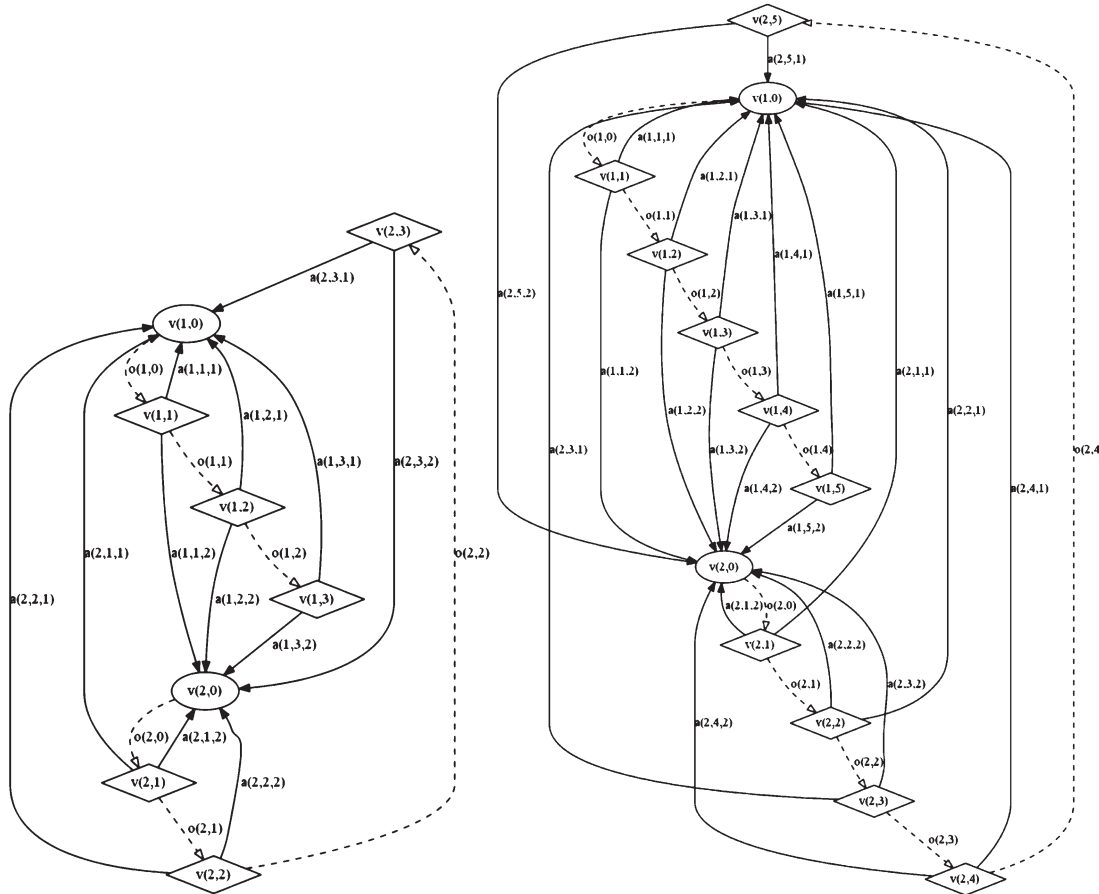 v(2,3)
a(2,3,1)
v(1,0)
o(1,0)
a(1,1,1)
v(1,1)
a(1,2,1)
o(1,1)
a(1,3,1)
a(2,3,2)
v(1,2)
a(2,1,1)
a(1,1,2)
o(1,2)
o(2,2)
a(2,2,1)
a(1,2,2)
v(1,3)
a(1,3,2)
v(2,0)
o(2,0)
a(2,1,2)
v(2,1)
a(2,2,2)
o(2,1)
v(2,2)
v(2,5)
a(2,5,1)
v(1,0)
o(1,0)
a(1,1,1)
v(1,1)
a(1,2,1)
o(1,1)
a(1,3,1)
v(1,2)
a(1,4,1)
a(2,5,2)
o(1,2)
a(1,5,1)
v(1,3)
a(1,1,2)
o(1,3)
a(2,1,1)
a(1,2,2)
v(1,4)
a(2,2,1)
a(2,3,1)
a(1,3,2)
o(1,4)
o(2,4
a(1,4,2)
v(1,5)
a(2,4,1)
a(1,5,2)
v(2,0)
a(2,1,2)
o(2,0)
v(2,1)
a(2,2,2)
o(2,1)
a(2,3,2)
a(2,4,2)
v(2,2)
o(2,2)
v(2,3)
o(2,3)
v(2,4)